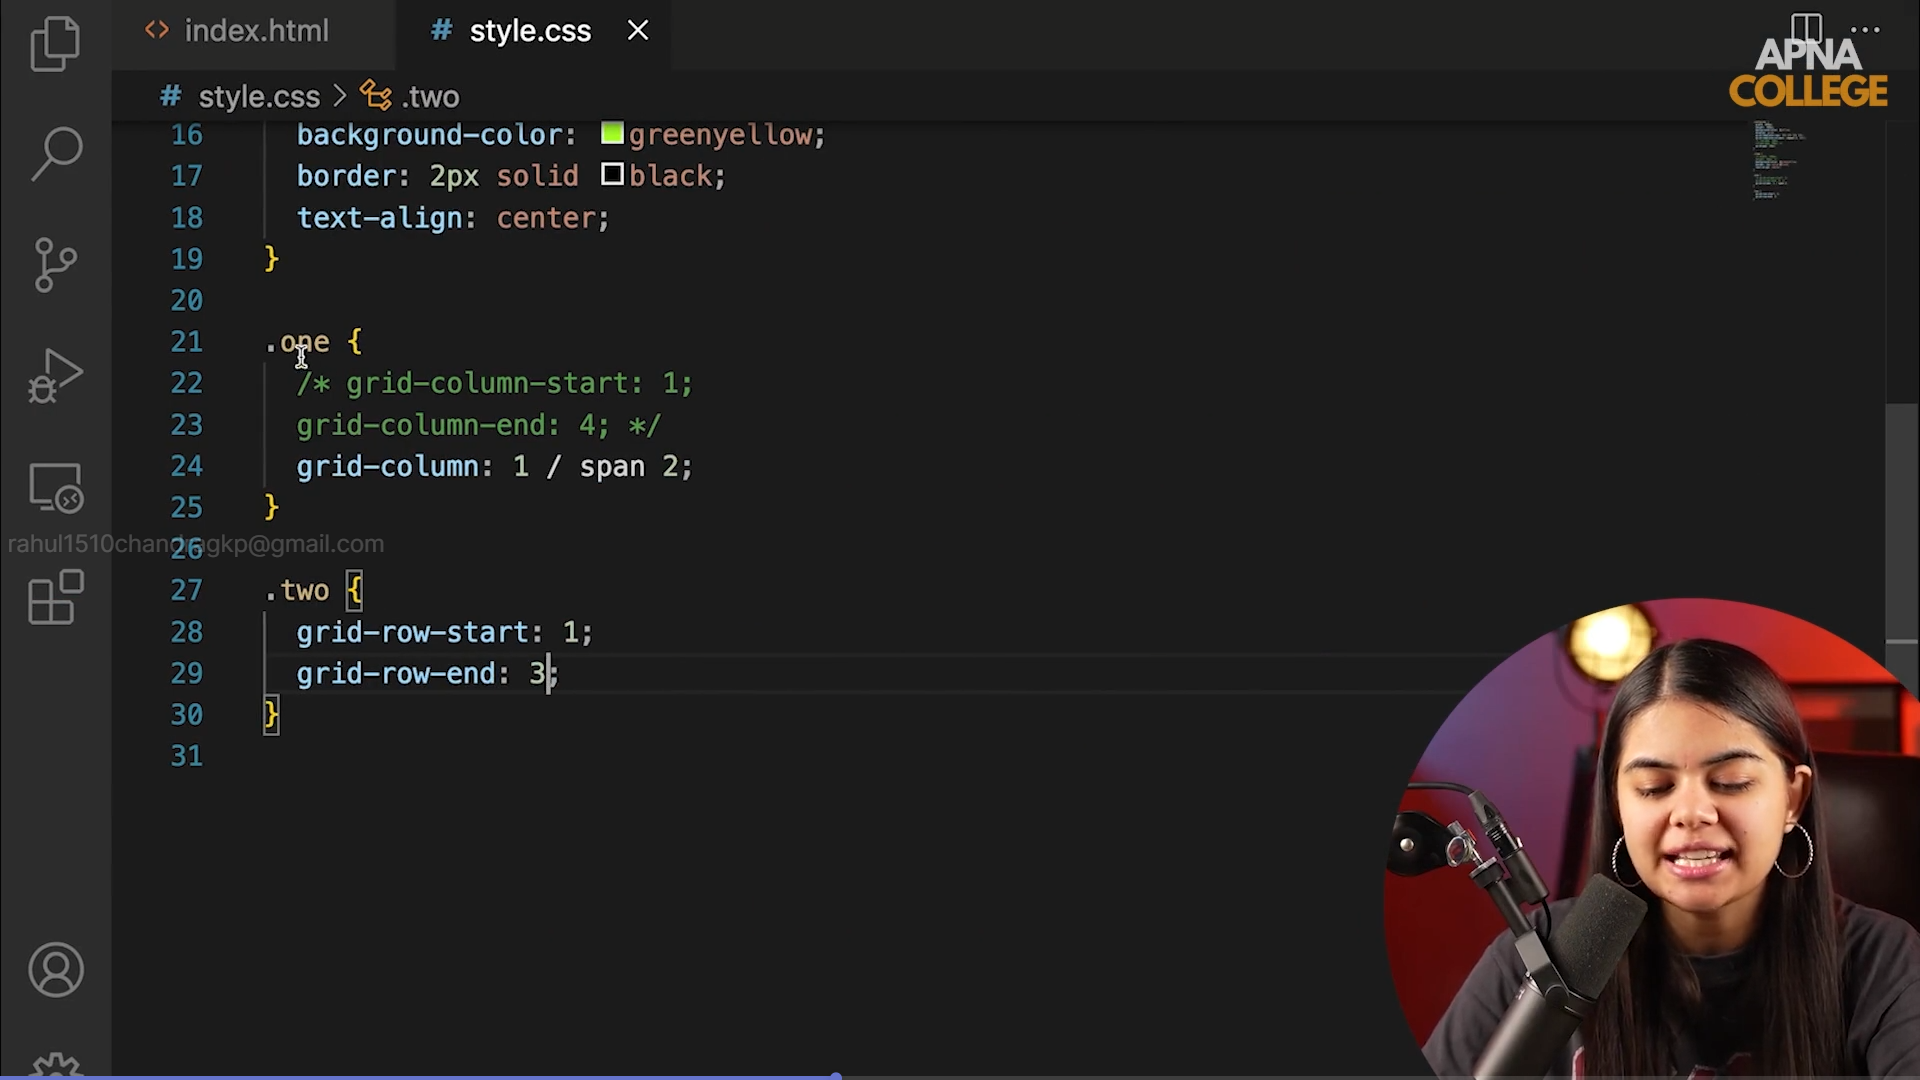 index.html
style.css
APNA
COLLEGE
style.css > .two
16 background-color: greenyellow;
17 border: 2px solid black;
18 text-align: center;
19 }
20
21 .one {
22 /* grid-column-start: 1;
23 grid-column-end: 4; */
24 grid-column: 1 / span 2;
25 }
rahul1510chandragkp@gmail.com
26
27 .two {
28 grid-row-start: 1;
29 grid-row-end: 3;
30 }
31